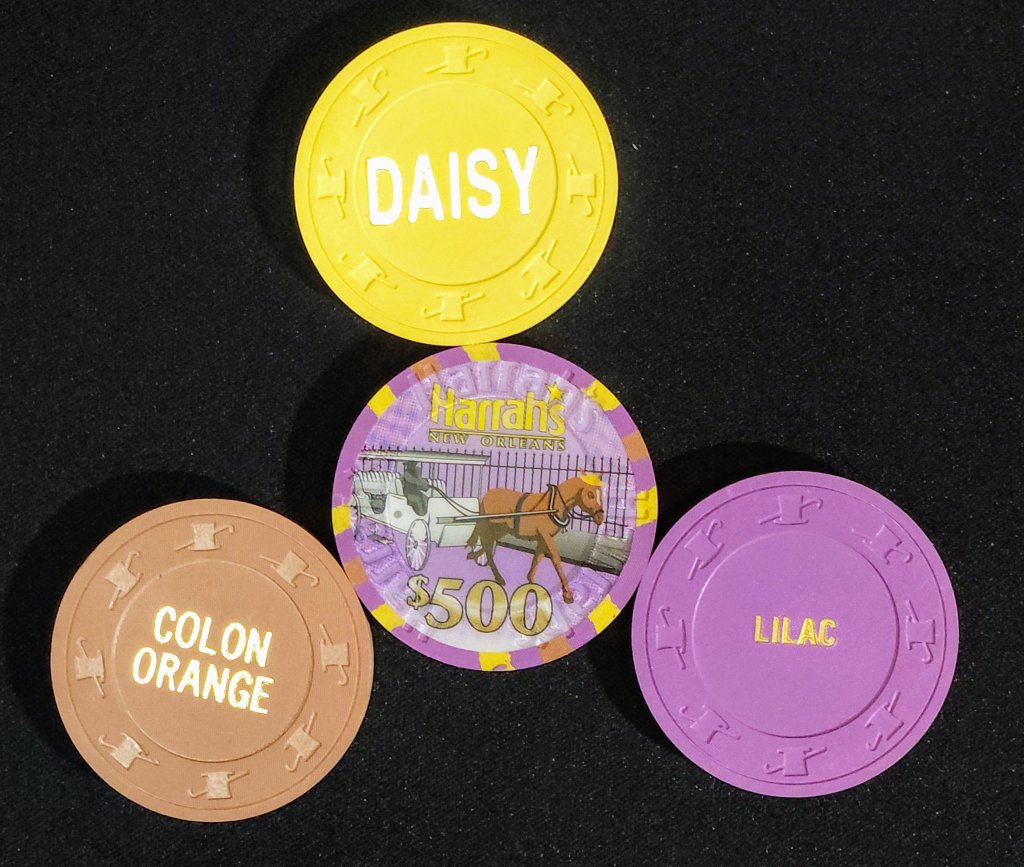 DAISY
Harrah's
NEW ORLEANS
$500
COLON
ORANGE
LILAC